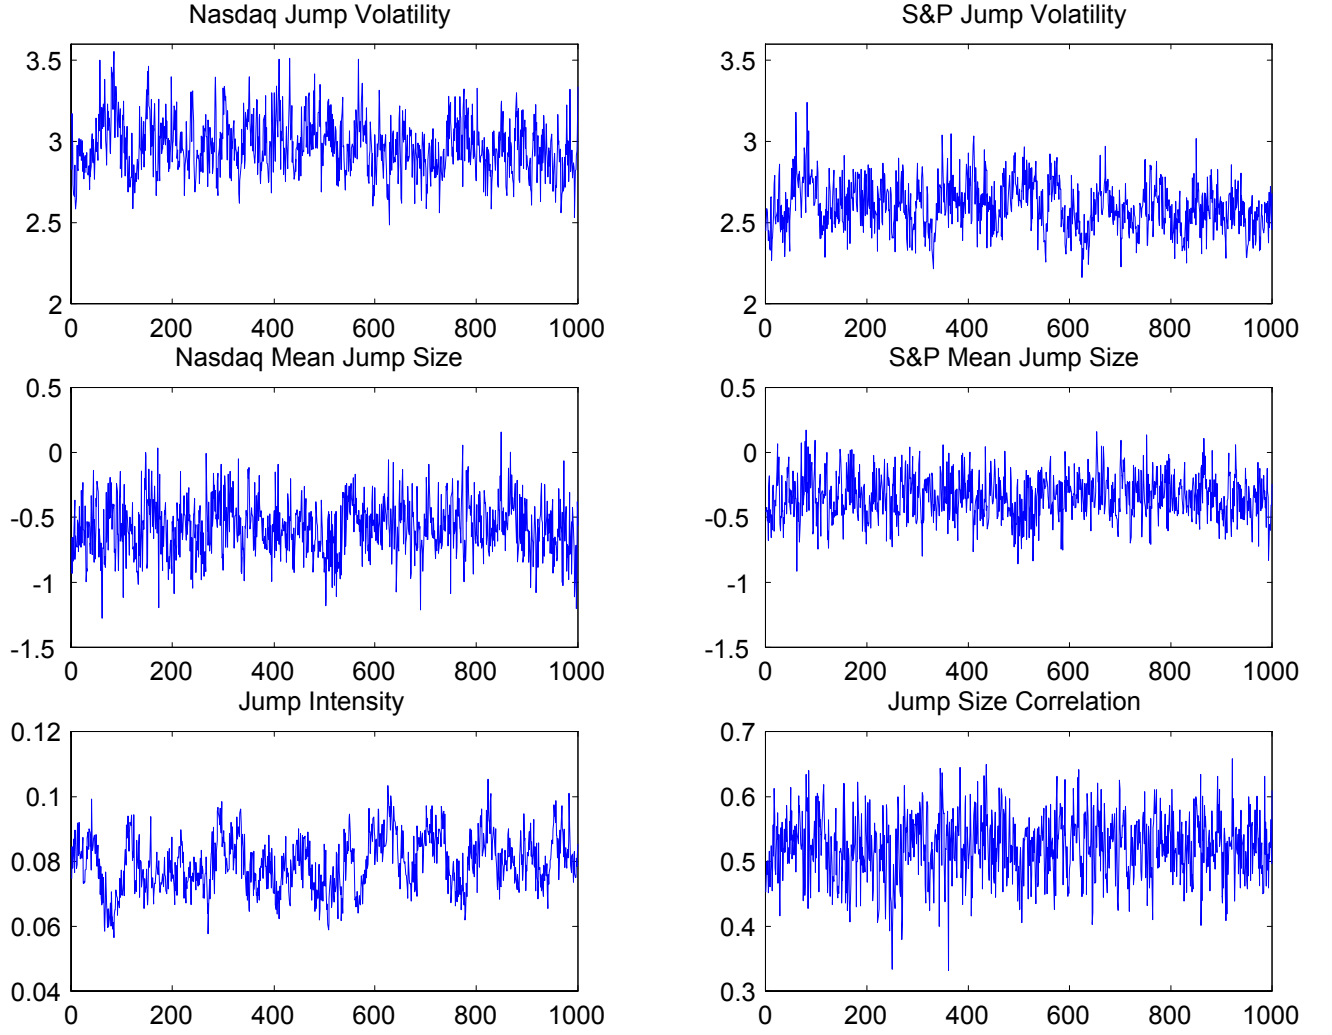 Nasdaq Jump Volatility
3.5
3
2.5
2
0 200 400 600 800 1000
S&P Jump Volatility
3.5
3
2.5
2
0 200 400 600 800 1000
Nasdaq Mean Jump Size
0.5
0
-0.5
-1
-1.5
0 200 400 600 800 1000
S&P Mean Jump Size
0.5
0
-0.5
-1
-1.5
0 200 400 600 800 1000
Jump Intensity
0.12
0.1
0.08
0.06
0.04
0 200 400 600 800 1000
Jump Size Correlation
0.7
0.6
0.5
0.4
0.3
0 200 400 600 800 1000